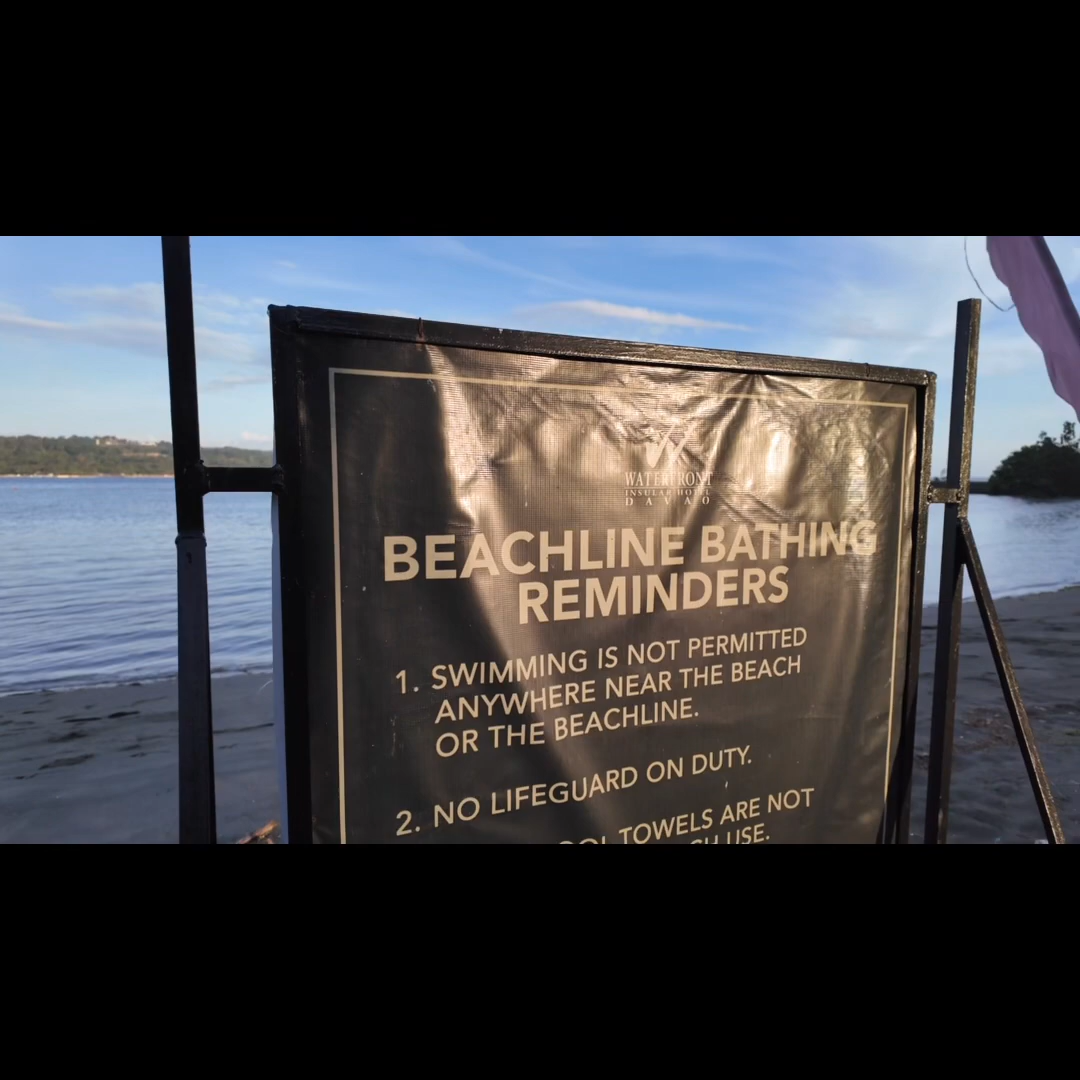 WATERFRONT
INSULAR HOTEL
DAVAO
BEACHLINE BATHING
REMINDERS
1. SWIMMING IS NOT PERMITTED
ANYWHERE NEAR THE BEACH
OR THE BEACHLINE.
2. NO LIFEGUARD ON DUTY.
TOWELS ARE NOT
USE.